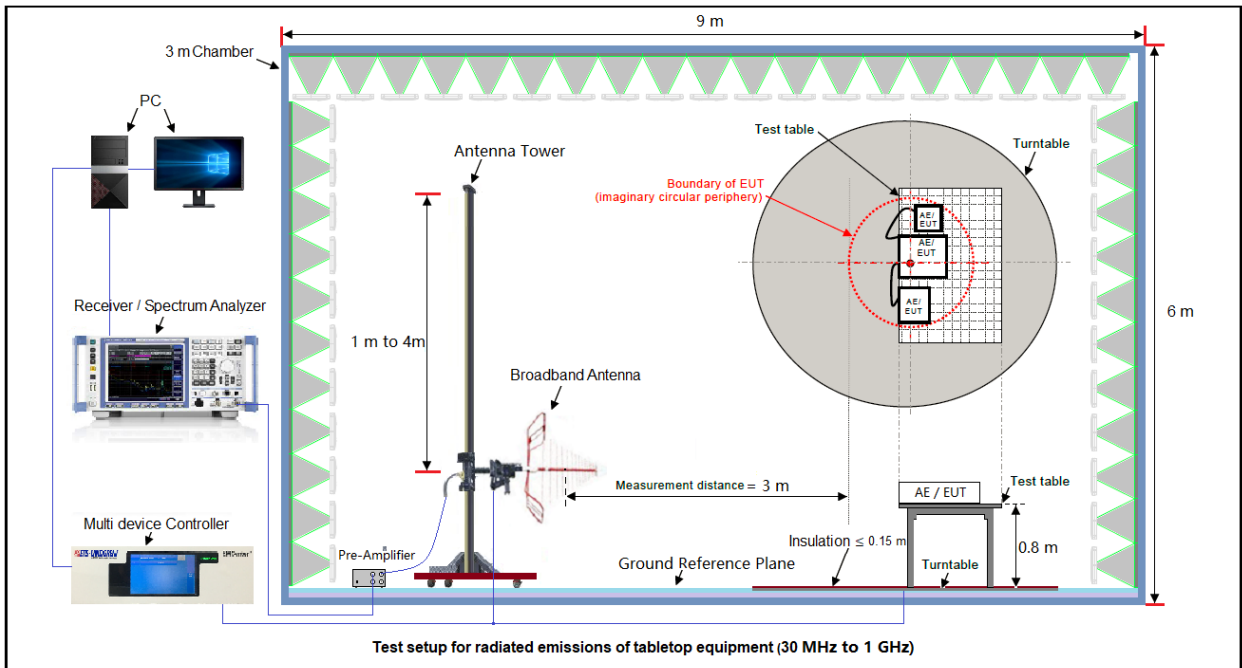 9 m
3 m Chamber
PC
Antenna Tower
Test table
Turntable
Boundary of EUT
(imaginary circular periphery)
AE/
EUT
AE/
EUT
AE/
EUT
6 m
Receiver / Spectrum Analyzer
1 m to 4m
Broadband Antenna
Measurement distance = 3 m
AE / EUT
Test table
Multi device Controller
Pre-Amplifier
Insulation ≤ 0.15 m
0.8 m
Ground Reference Plane
Turntable
Test setup for radiated emissions of tabletop equipment (30 MHz to 1 GHz)